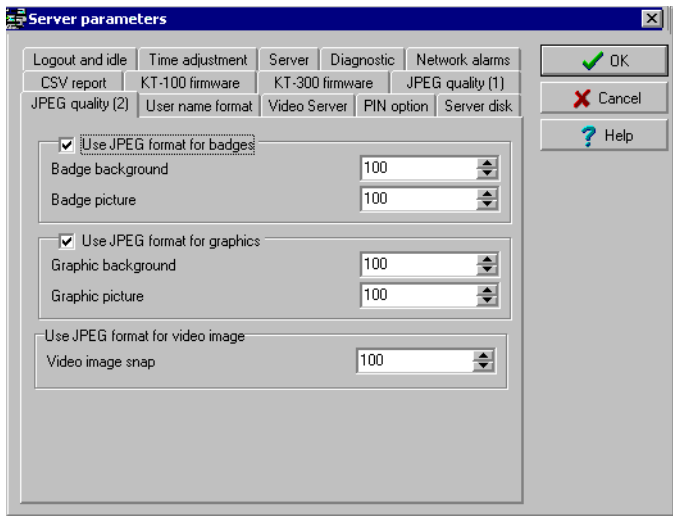 Server parameters
Logout and idle Time adjustment Server Diagnostic Network alarms
CSV report KT-100 firmware KT-300 firmware JPEG quality (1)
JPEG quality (2) User name format Video Server PIN option Server disk
OK
Cancel
Help
Use JPEG format for badges
Badge background 100
Badge picture 100
Use JPEG format for graphics
Graphic background 100
Graphic picture 100
Use JPEG format for video image
Video image snap 100